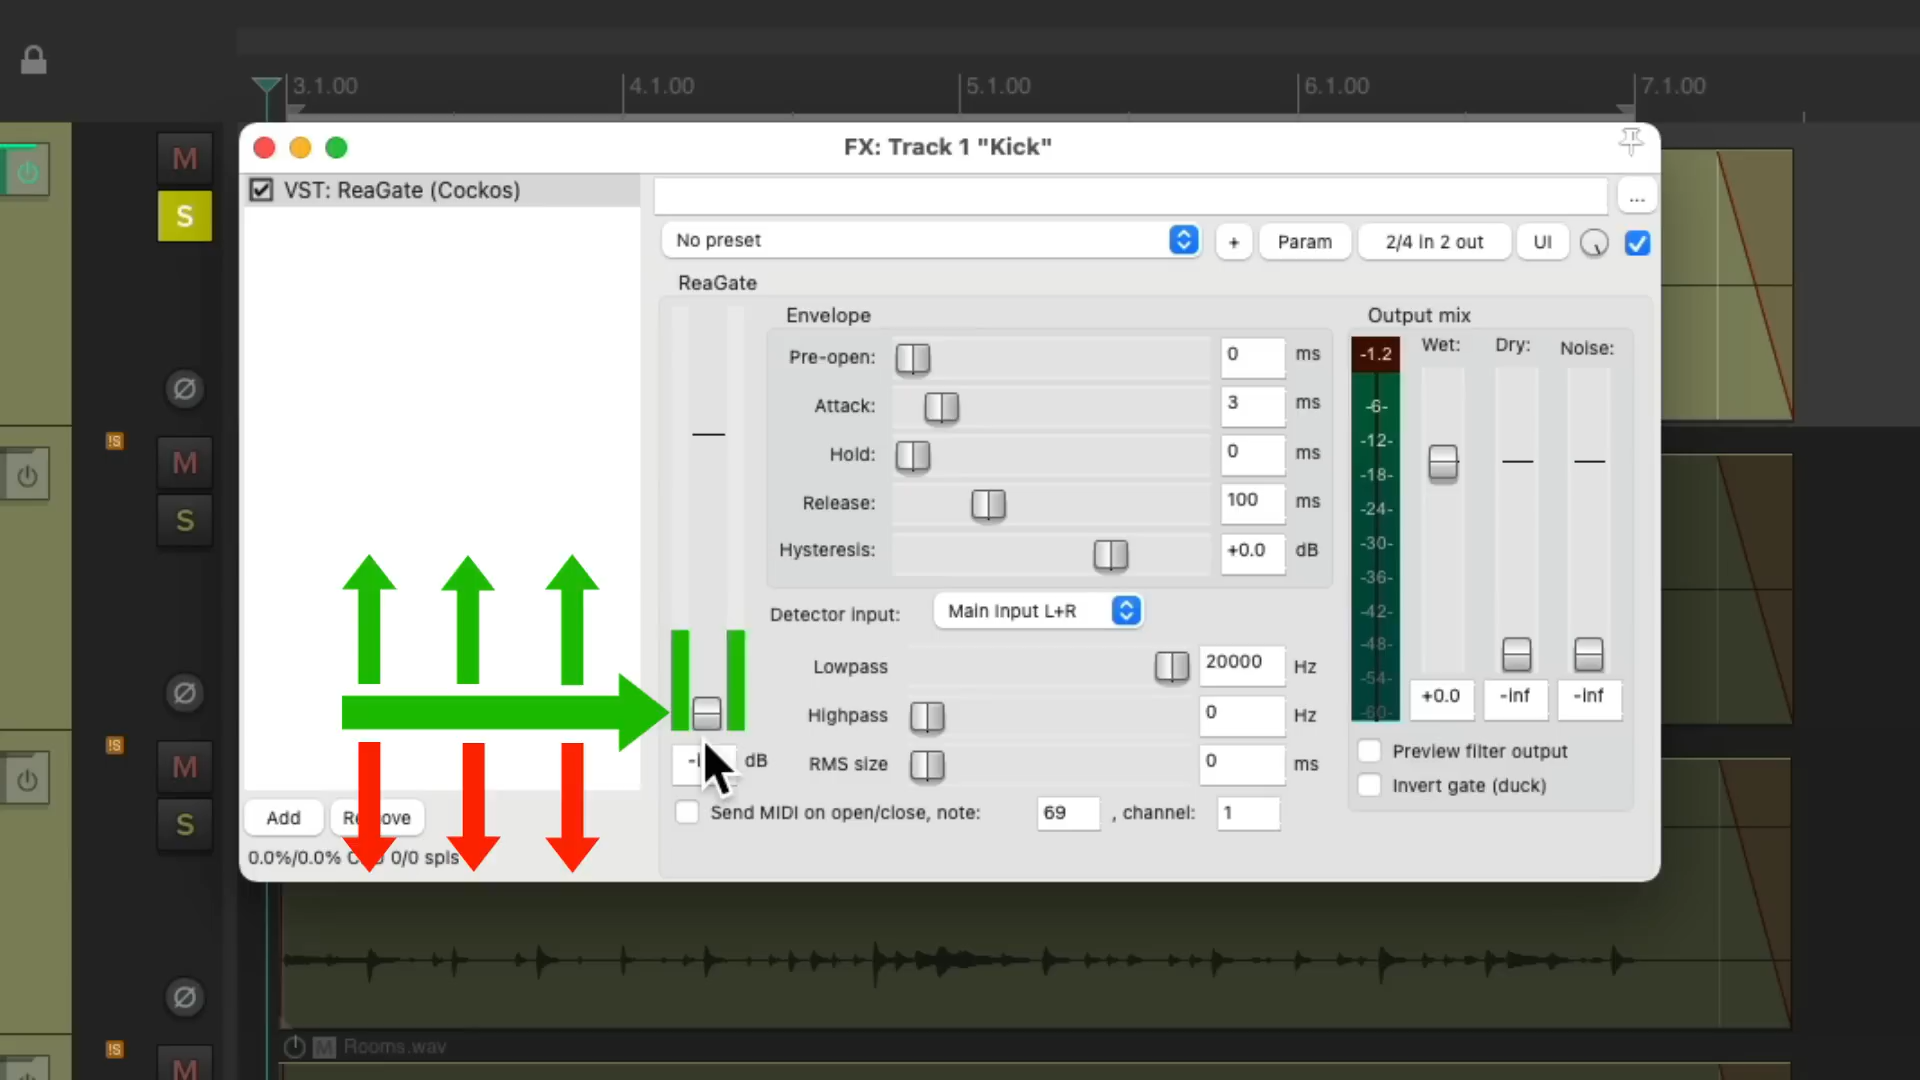 3.1.00 4.1.00 5.1.00 6.1.00 7.1.00
FX: Track 1 "Kick"
M
VST: ReaGate (Cockos)
...
S
No preset + Param 2/4 in 2 out UI
ReaGate
Envelope Output mix
Pre-open: 0 ms -1.2 Wet: Dry: Noise:
Attack: 3 ms -6-
-12-
Hold: 0 ms
-18-
Release: 100 ms -24-
-30-
Hysteresis: +0.0 dB
-36-
Detector input: Main Input L+R -42-
-48-
Lowpass 20000 Hz
-54-
+0.0 -inf -inf
Highpass 0 Hz -60-
Preview filter output
dB RMS size 0 ms
Invert gate (duck)
Add
Send MIDI on open/close, note: 69 , channel: 1
0.0%/0.0% 0/0 spls
!S
M
S
!S
M
S
M Rooms.wav
!S
M